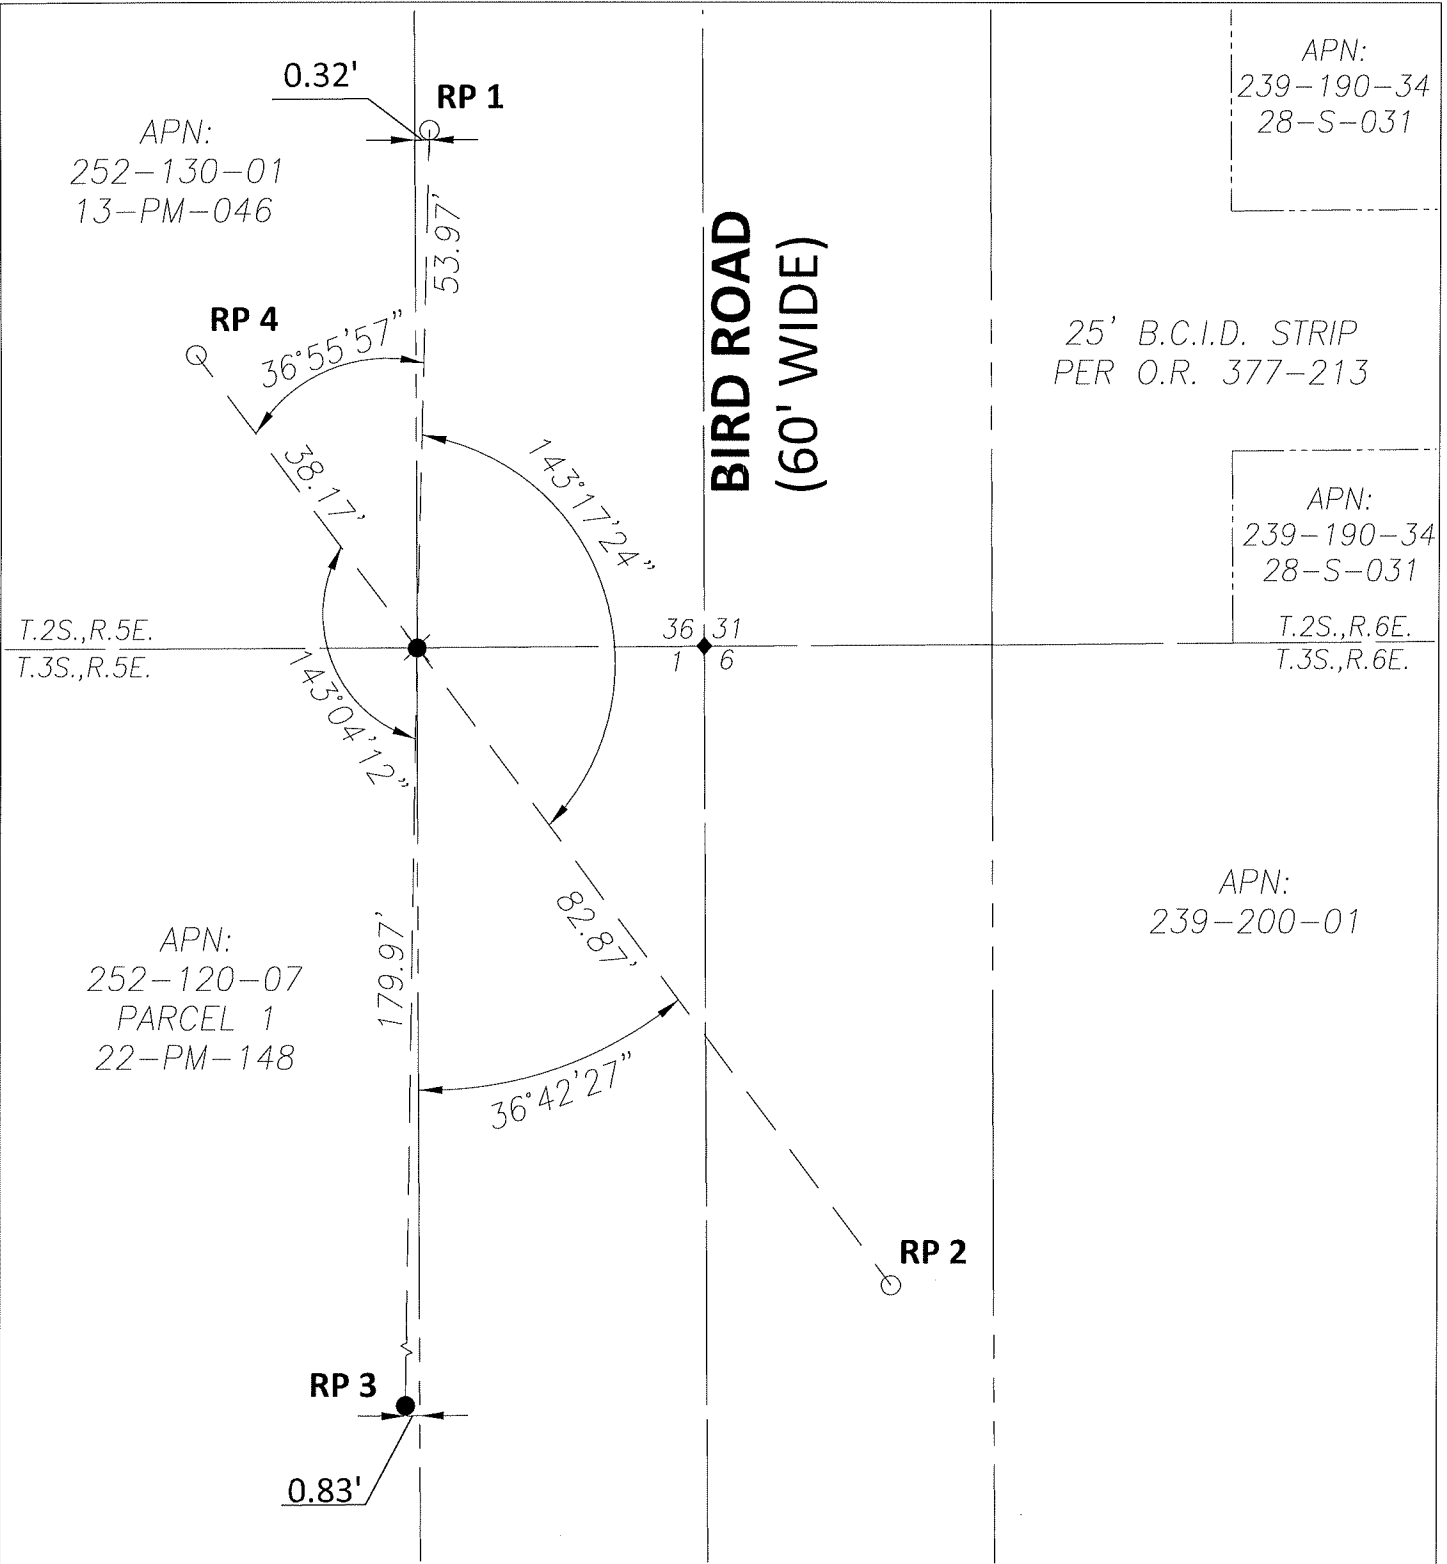 0.32'
RP 1
APN:
252-130-01
13-PM-046
APN:
239-190-34
28-S-031
53.97'
BIRD ROAD
(60' WIDE)
RP 4
36°55'57"
25' B.C.I.D. STRIP
PER O.R. 377-213
38.17'
143°17'24"
APN:
239-190-34
28-S-031
T.2S.,R.5E.
T.3S.,R.5E.
36 31
1 6
T.2S.,R.6E.
T.3S.,R.6E.
143°04'12"
82.87'
APN:
239-200-01
179.97'
APN:
252-120-07
PARCEL 1
22-PM-148
36°42'27"
RP 2
RP 3
0.83'